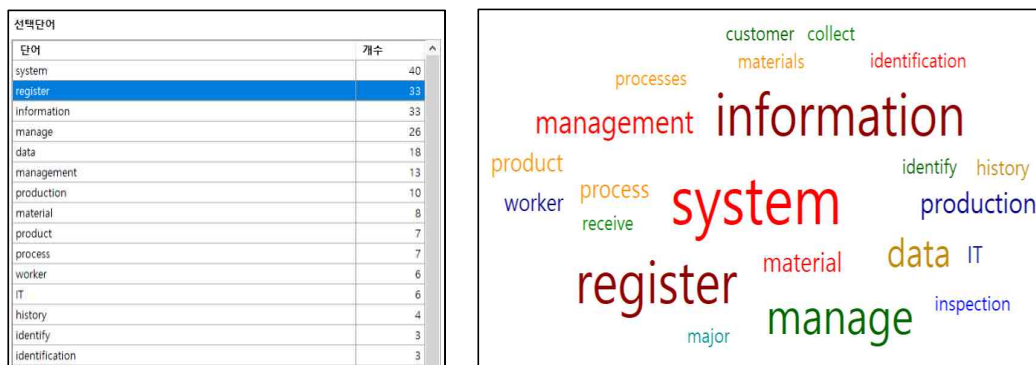 선택단어
단어 개수
system 40
register 33
information 33
manage 26
data 18
management 13
production 10
material 8
product 7
process 7
worker 6
IT 6
history 4
identify 3
identification 3
customer collect
materials identification
processes
information
management
product identify history
worker process system production
receive
material data IT
register
manage inspection
major